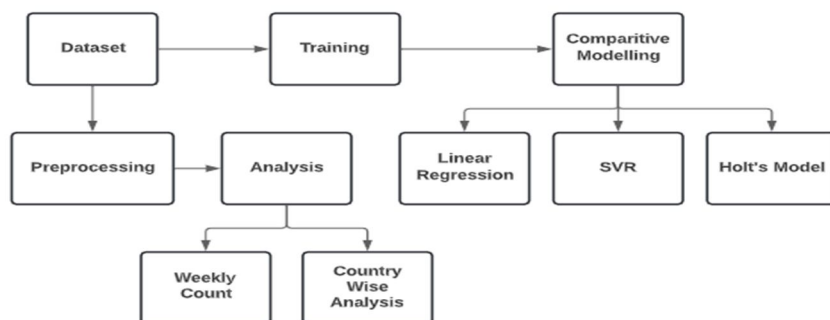 Dataset
Training
Comparitive
Modelling
Preprocessing
Analysis
Linear
Regression
SVR
Holt's Model
Weekly
Count
Country
Wise
Analysis